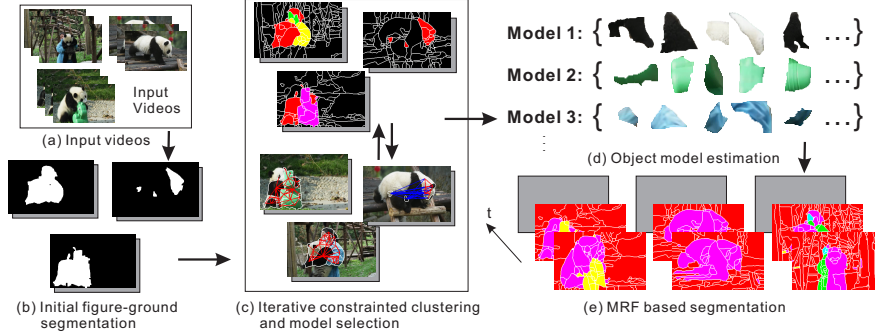 Input
Videos
(a) Input videos
(b) Initial figure-ground
segmentation
(c) Iterative constrainted clustering
and model selection
Model 1: { ...}
Model 2: { ...}
Model 3: { ...}
⋮
(d) Object model estimation
t
(e) MRF based segmentation